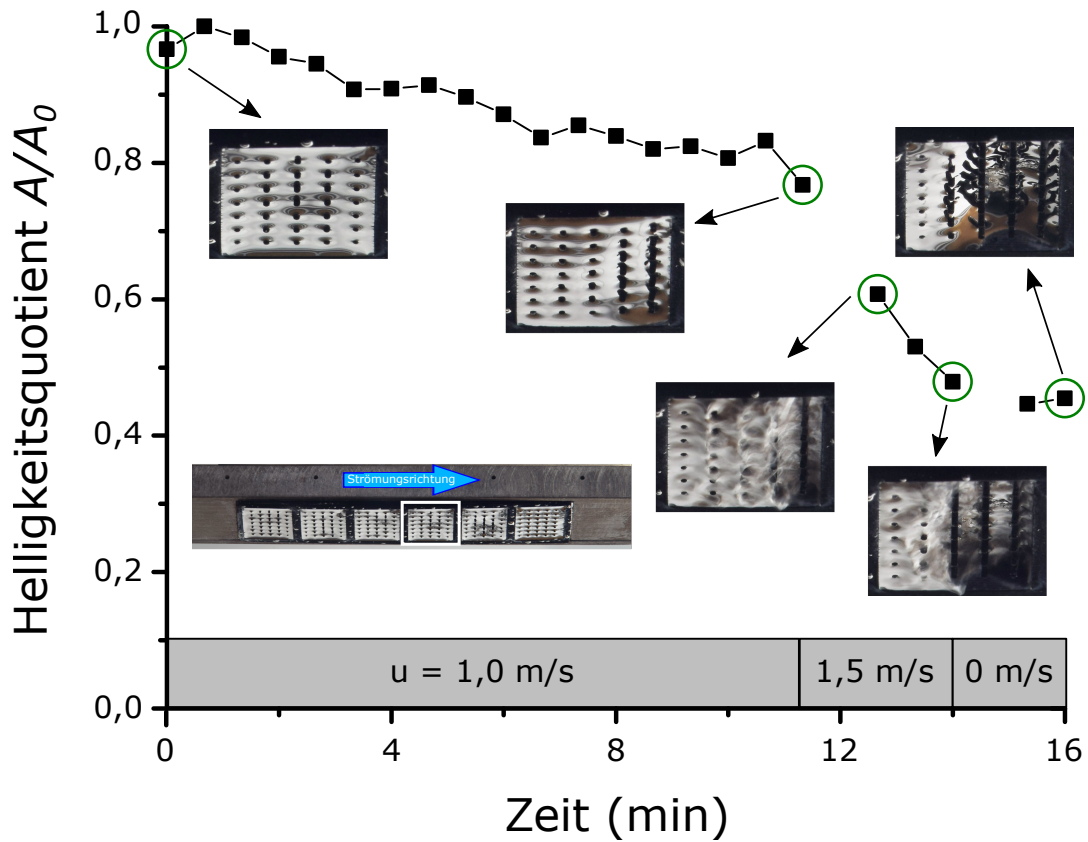 Helligkeitsquotient A/A0
1,0
0,8
0,6
0,4
0,2
0,0
Strömungsrichtung
u = 1,0 m/s
1,5 m/s
0 m/s
0
4
8
12
16
Zeit (min)